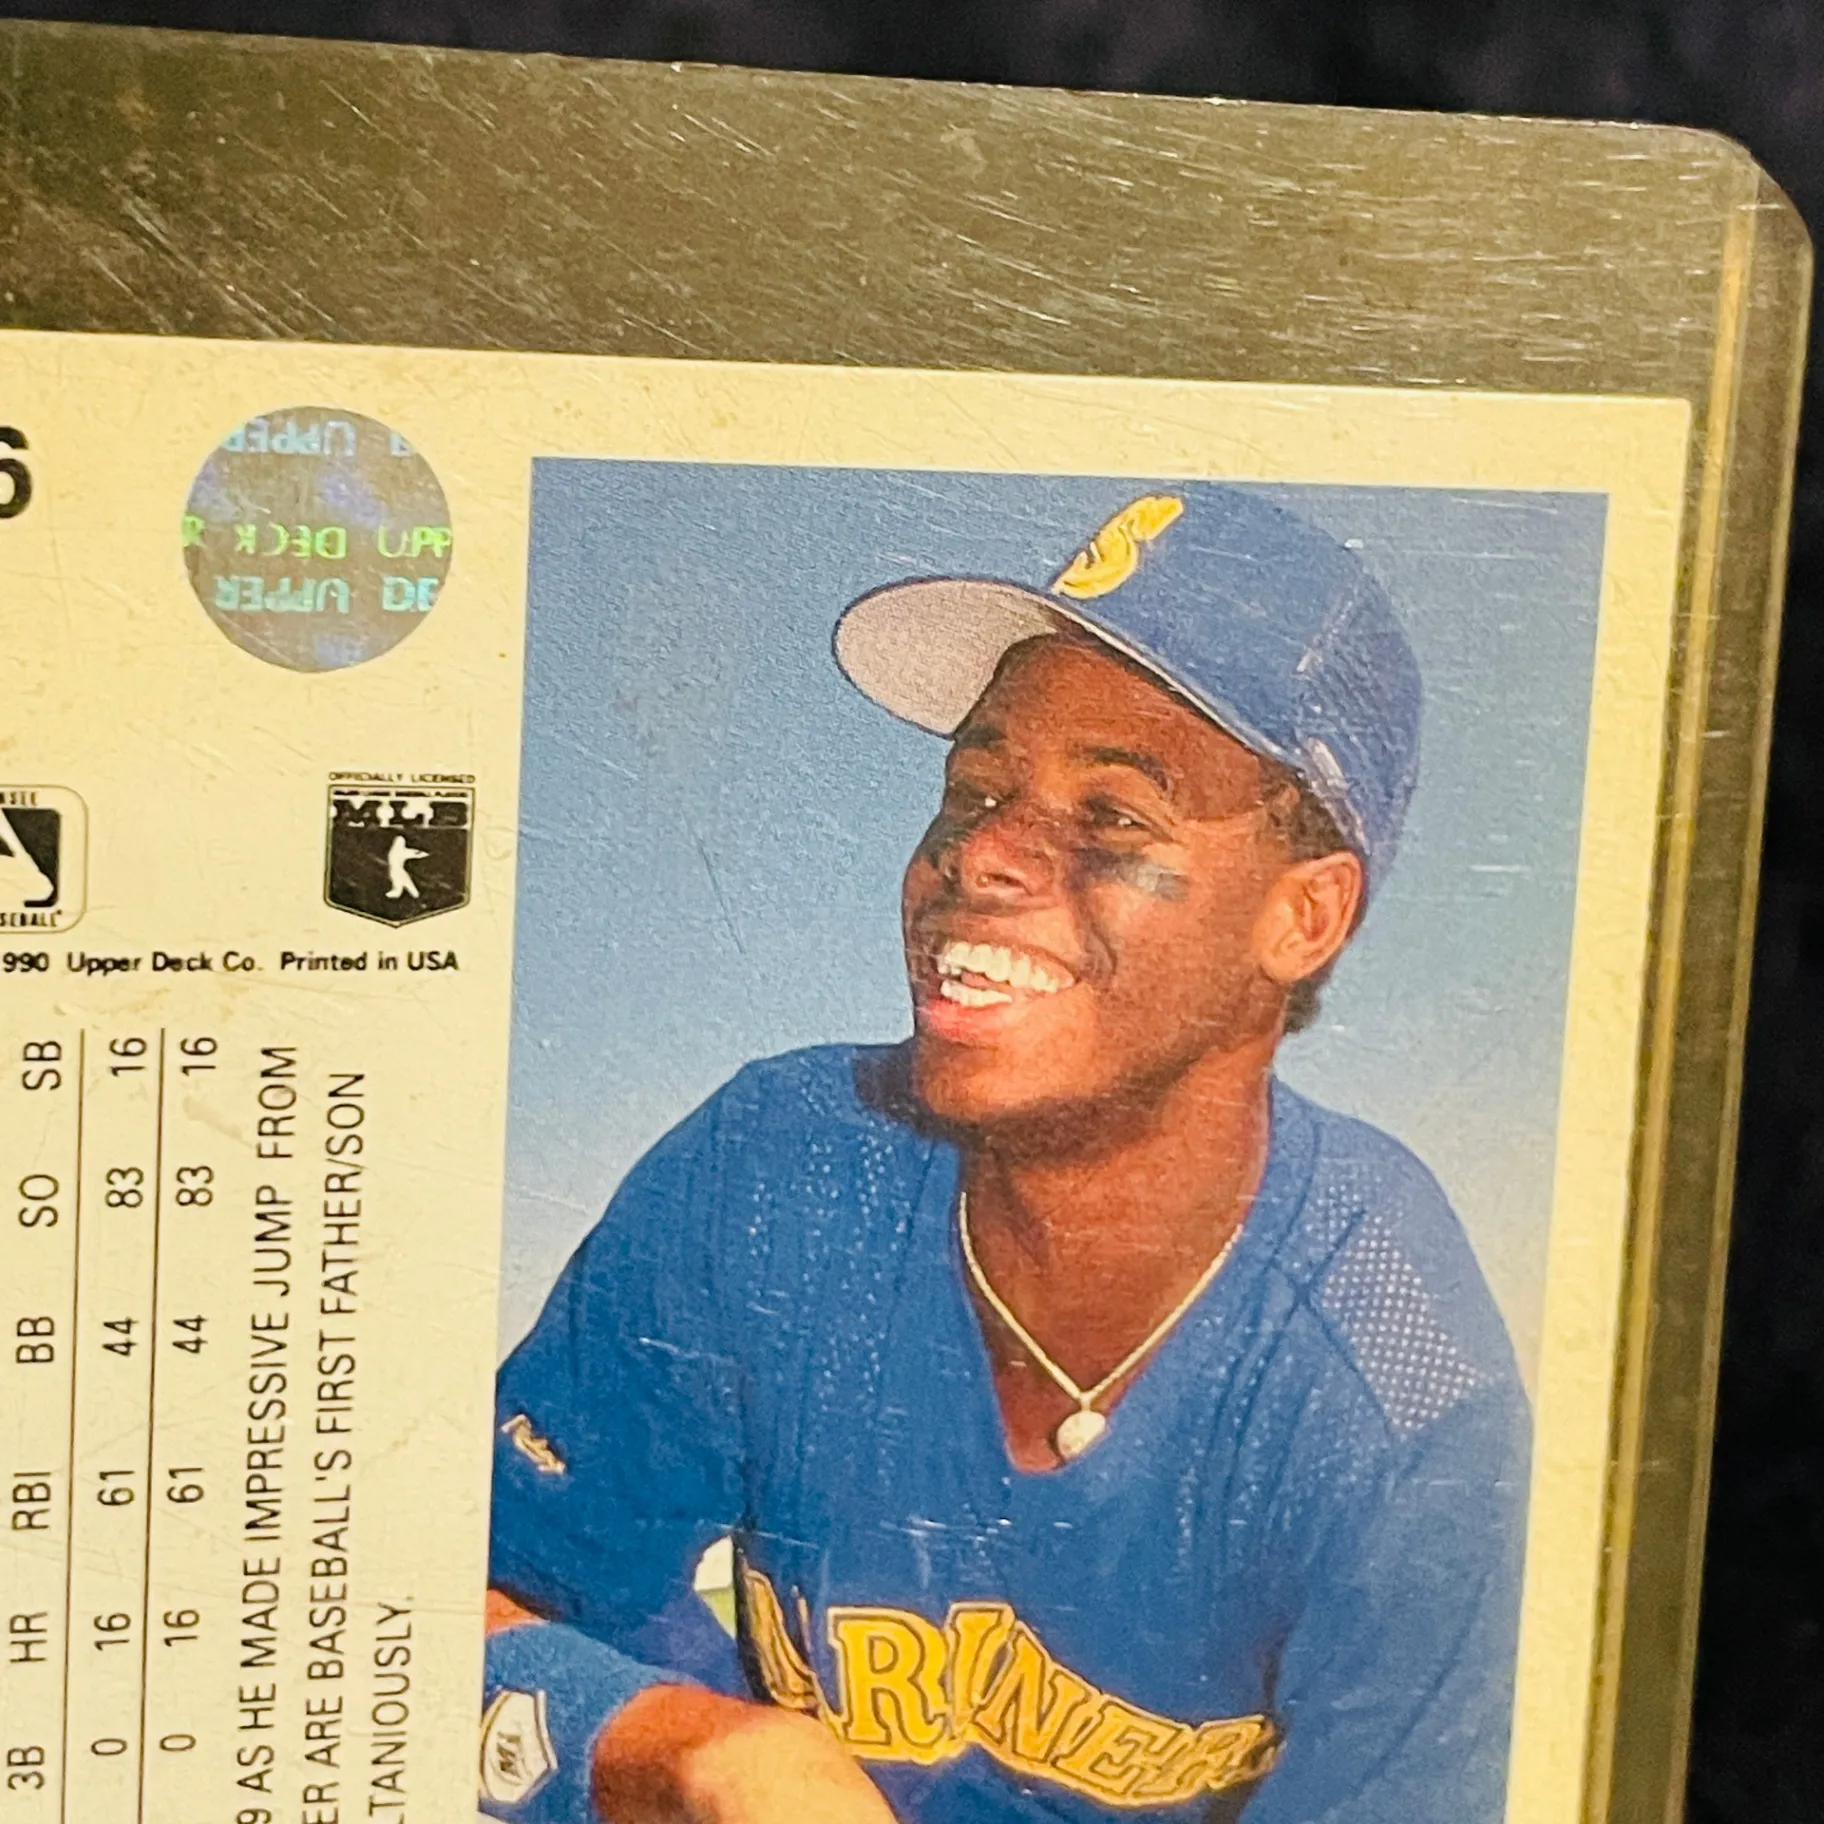 6
UPPER D
UPPER DECK
UPPER DE
OFFICIALLY LICENSED
MLB
990 Upper Deck Co. Printed in USA
3B HR RBI BB SO SB
0 16 61 44 83 16
0 16 61 44 83 16
9 AS HE MADE IMPRESSIVE JUMP FROM
ER ARE BASEBALL'S FIRST FATHER/SON
LTANIOUSLY.
S
ARINERS